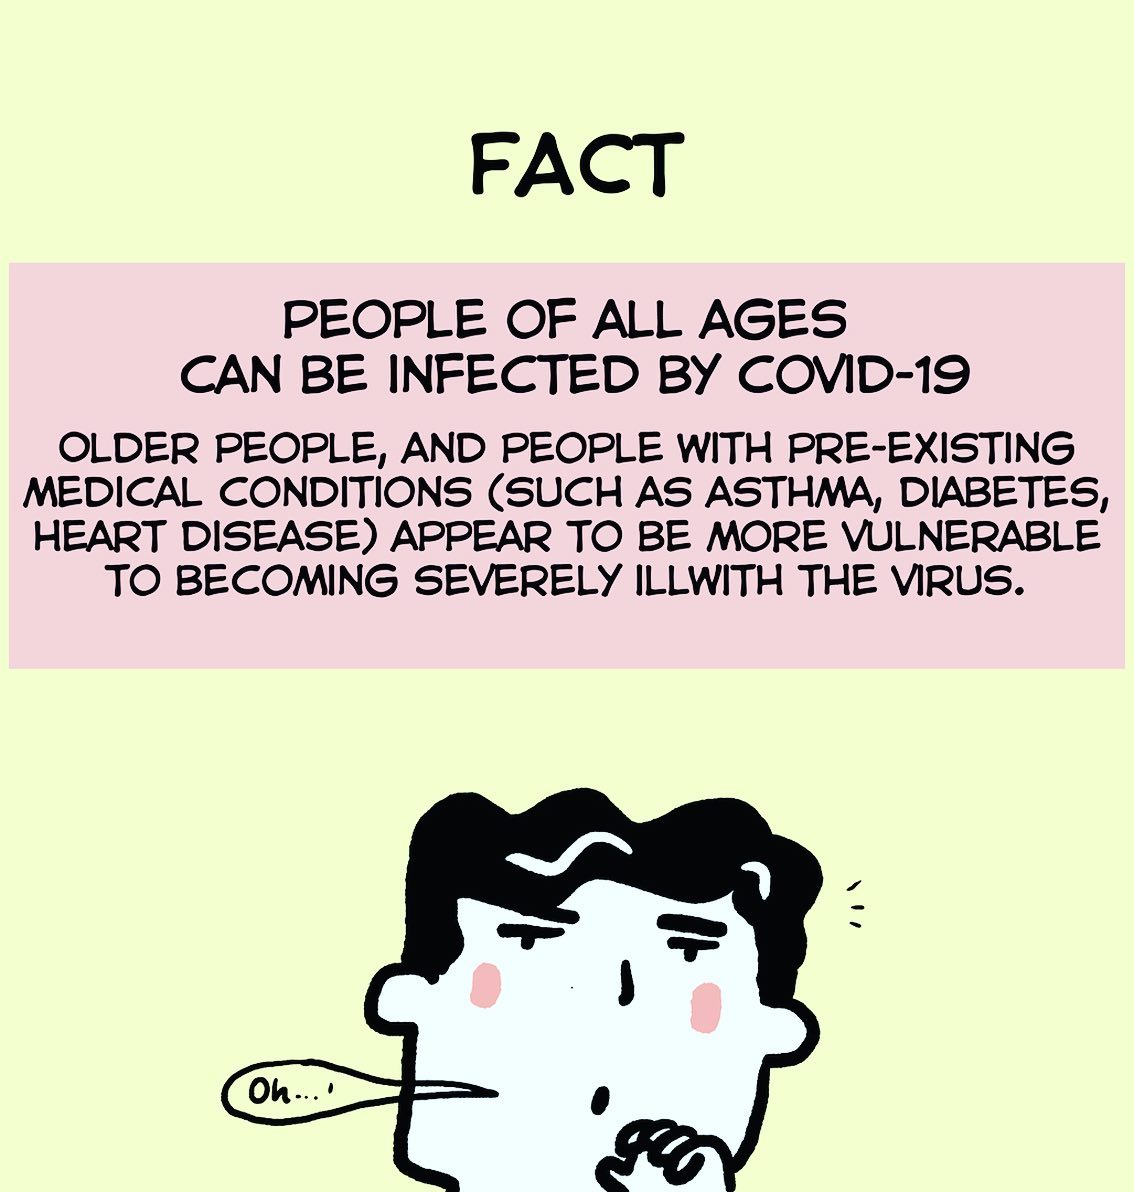 FACT
PEOPLE OF ALL AGES
CAN BE INFECTED BY COVID-19
OLDER PEOPLE, AND PEOPLE WITH PRE-EXISTING
MEDICAL CONDITIONS (SUCH AS ASTHMA, DIABETES,
HEART DISEASE) APPEAR TO BE MORE VULNERABLE
TO BECOMING SEVERELY ILLWITH THE VIRUS.
Oh...'